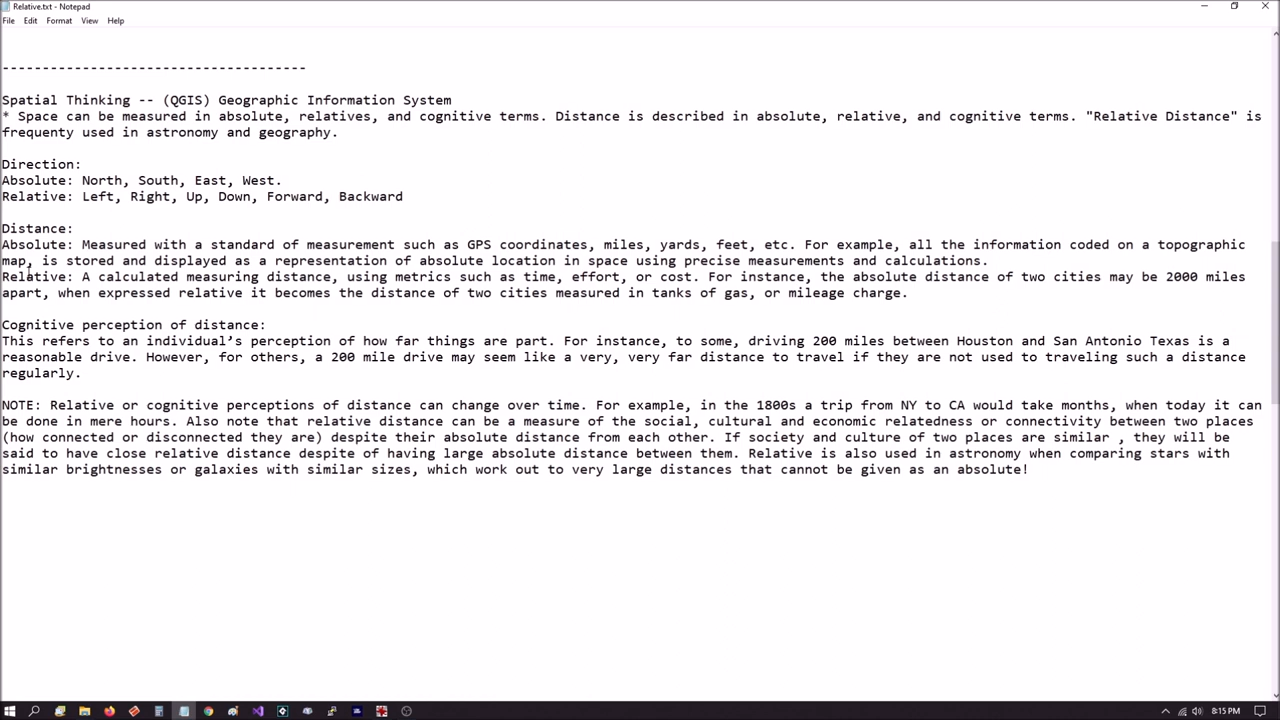 Relative.txt - Notepad
File Edit Format View Help
--------------------------------------
Spatial Thinking -- (QGIS) Geographic Information System
* Space can be measured in absolute, relatives, and cognitive terms. Distance is described in absolute, relative, and cognitive terms. "Relative Distance" is
frequenty used in astronomy and geography.
Direction:
Absolute: North, South, East, West.
Relative: Left, Right, Up, Down, Forward, Backward
Distance:
Absolute: Measured with a standard of measurement such as GPS coordinates, miles, yards, feet, etc. For example, all the information coded on a topographic
map, is stored and displayed as a representation of absolute location in space using precise measurements and calculations.
Relative: A calculated measuring distance, using metrics such as time, effort, or cost. For instance, the absolute distance of two cities may be 2000 miles
apart, when expressed relative it becomes the distance of two cities measured in tanks of gas, or mileage charge.
Cognitive perception of distance:
This refers to an individual’s perception of how far things are part. For instance, to some, driving 200 miles between Houston and San Antonio Texas is a
reasonable drive. However, for others, a 200 mile drive may seem like a very, very far distance to travel if they are not used to traveling such a distance
regularly.
NOTE: Relative or cognitive perceptions of distance can change over time. For example, in the 1800s a trip from NY to CA would take months, when today it can
be done in mere hours. Also note that relative distance can be a measure of the social, cultural and economic relatedness or connectivity between two places
(how connected or disconnected they are) despite their absolute distance from each other. If society and culture of two places are similar , they will be
said to have close relative distance despite of having large absolute distance between them. Relative is also used in astronomy when comparing stars with
similar brightnesses or galaxies with similar sizes, which work out to very large distances that cannot be given as an absolute!
8:15 PM